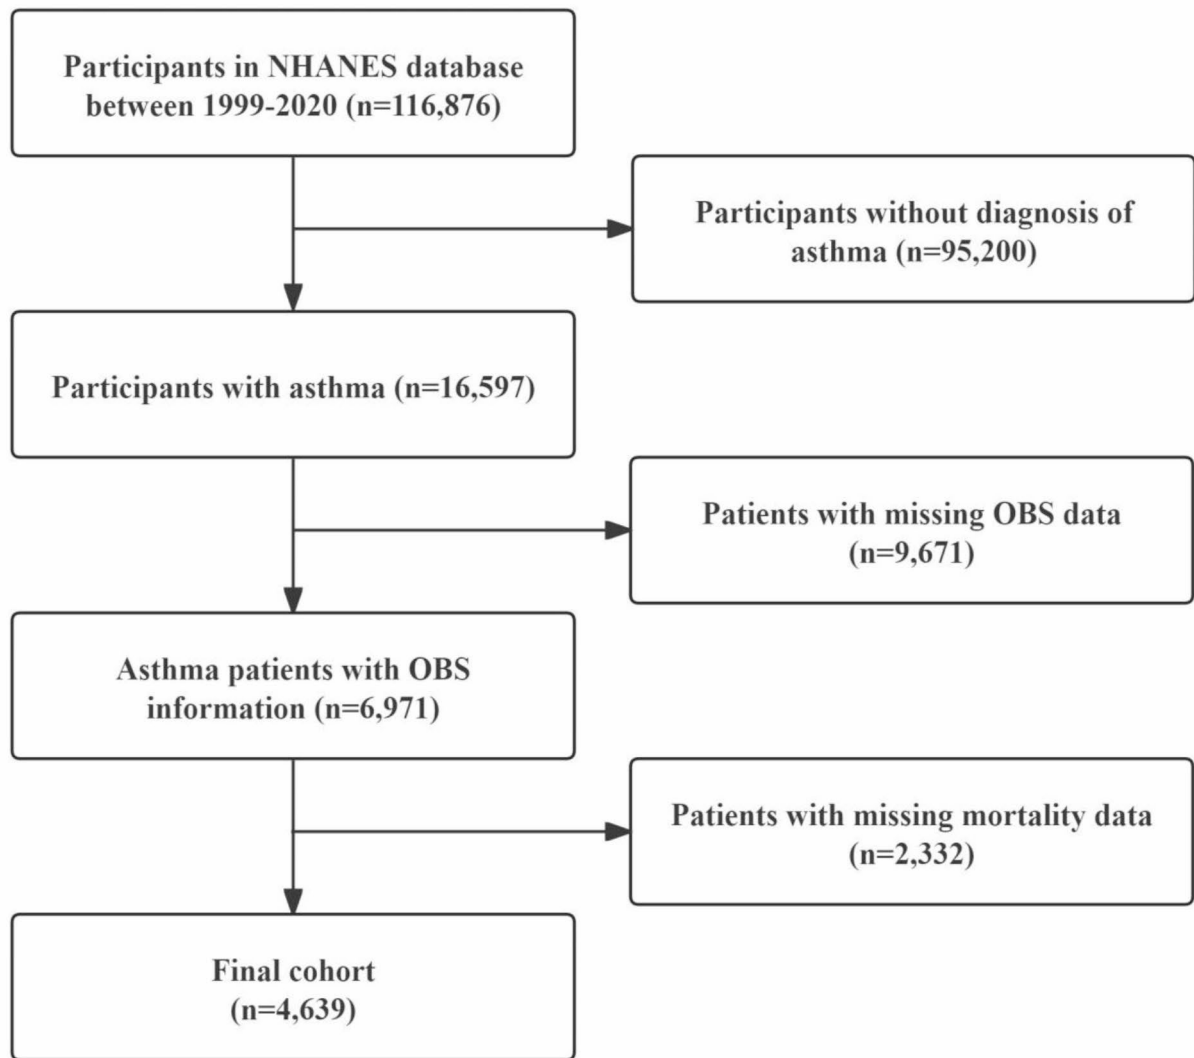 Participants in NHANES database
between 1999-2020 (n=116,876)
Participants without diagnosis of
asthma (n=95,200)
Participants with asthma (n=16,597)
Patients with missing OBS data
(n=9,671)
Asthma patients with OBS
information (n=6,971)
Patients with missing mortality data
(n=2,332)
Final cohort
(n=4,639)